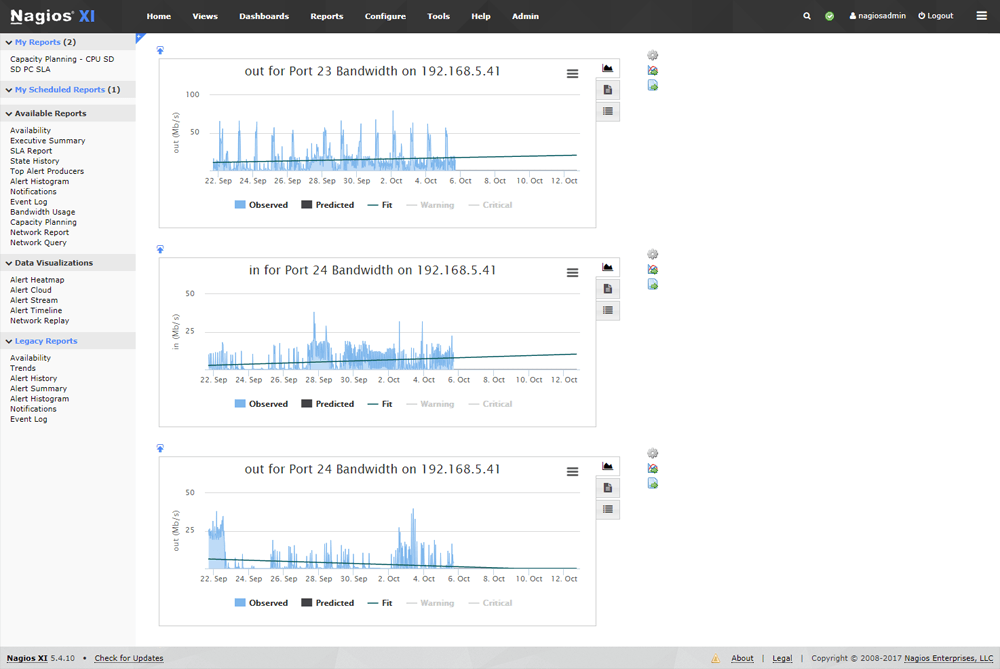 Nagios® XI Home Views Dashboards Reports Configure Tools Help Admin nagiosadmin Logout
My Reports (2)
Capacity Planning - CPU SD
SD PC SLA
My Scheduled Reports (1)
Available Reports
Availability
Executive Summary
SLA Report
State History
Top Alert Producers
Alert Histogram
Notifications
Event Log
Bandwidth Usage
Capacity Planning
Network Report
Network Query
Data Visualizations
Alert Heatmap
Alert Cloud
Alert Stream
Alert Timeline
Network Replay
Legacy Reports
Availability
Trends
Alert History
Alert Summary
Alert Histogram
Notifications
Event Log
out for Port 23 Bandwidth on 192.168.5.41
out (Mb/s)
100
50
22. Sep 24. Sep 26. Sep 28. Sep 30. Sep 2. Oct 4. Oct 6. Oct 8. Oct 10. Oct 12. Oct
Observed Predicted Fit Warning Critical
in for Port 24 Bandwidth on 192.168.5.41
in (Mb/s)
50
25
22. Sep 24. Sep 26. Sep 28. Sep 30. Sep 2. Oct 4. Oct 6. Oct 8. Oct 10. Oct 12. Oct
Observed Predicted Fit Warning Critical
out for Port 24 Bandwidth on 192.168.5.41
out (Mb/s)
50
25
22. Sep 24. Sep 26. Sep 28. Sep 30. Sep 2. Oct 4. Oct 6. Oct 8. Oct 10. Oct 12. Oct
Observed Predicted Fit Warning Critical
Nagios XI 5.4.10 • Check for Updates About | Legal | Copyright © 2008-2017 Nagios Enterprises, LLC